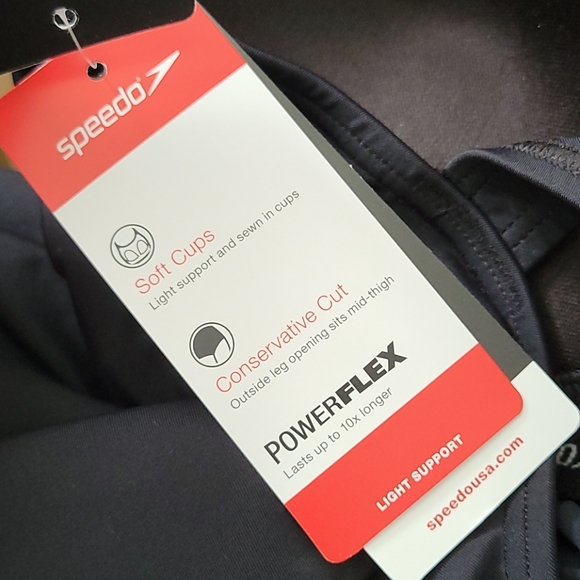 speedo
Soft Cups
Light support and sewn in cups
Conservative Cut
Outside leg opening sits mid-thigh
POWERFLEX
Lasts up to 10x longer
LIGHT SUPPORT
speedousa.com